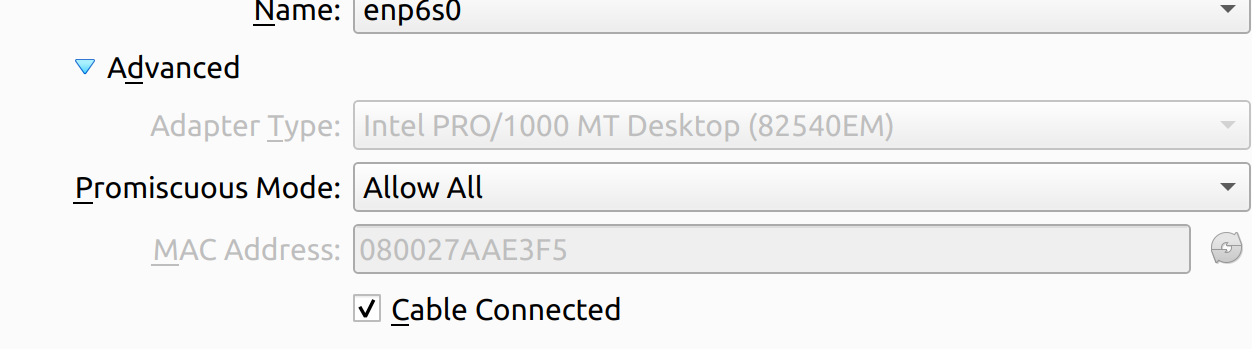 Name: enp6s0
Advanced
Adapter Type: Intel PRO/1000 MT Desktop (82540EM)
Promiscuous Mode: Allow All
MAC Address: 080027AAE3F5
Cable Connected